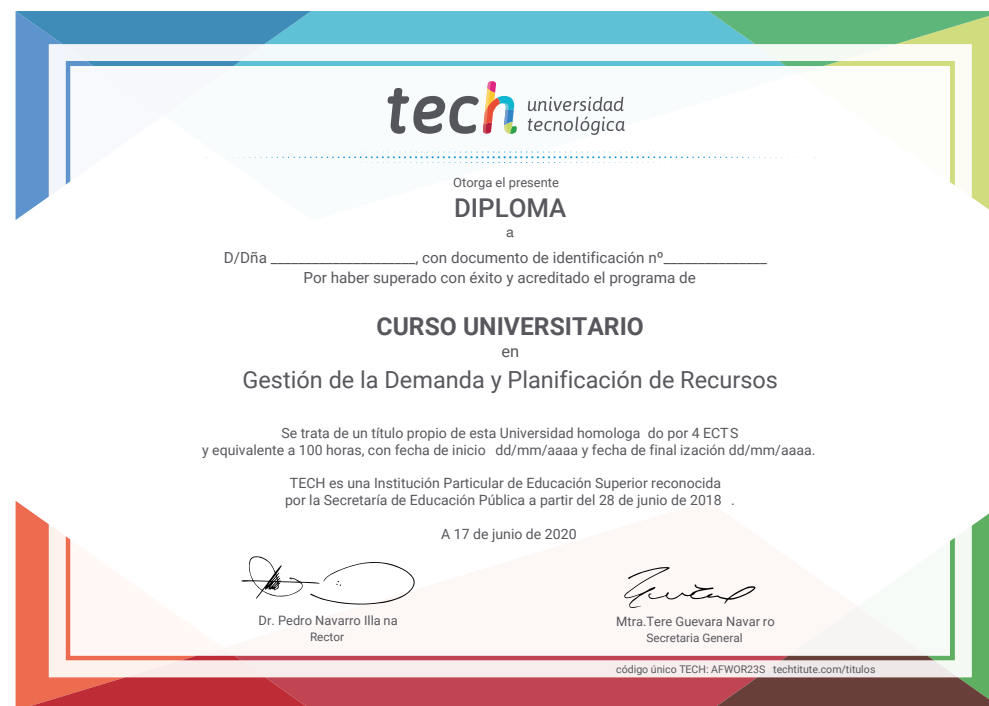 tech universidad
tecnológica
Otorga el presente
DIPLOMA
a
D/Dña ____________________, con documento de identificación nº______________
Por haber superado con éxito y acreditado el programa de
CURSO UNIVERSITARIO
en
Gestión de la Demanda y Planificación de Recursos
Se trata de un título propio de esta Universidad homologa do por 4 ECTS
y equivalente a 100 horas, con fecha de inicio dd/mm/aaaa y fecha de final ización dd/mm/aaaa.
TECH es una Institución Particular de Educación Superior reconocida
por la Secretaría de Educación Pública a partir del 28 de junio de 2018 .
A 17 de junio de 2020
Dr. Pedro Navarro Illa na
Rector
Mtra.Tere Guevara Navar ro
Secretaria General
código único TECH: AFWOR23S techtitute.com/titulos